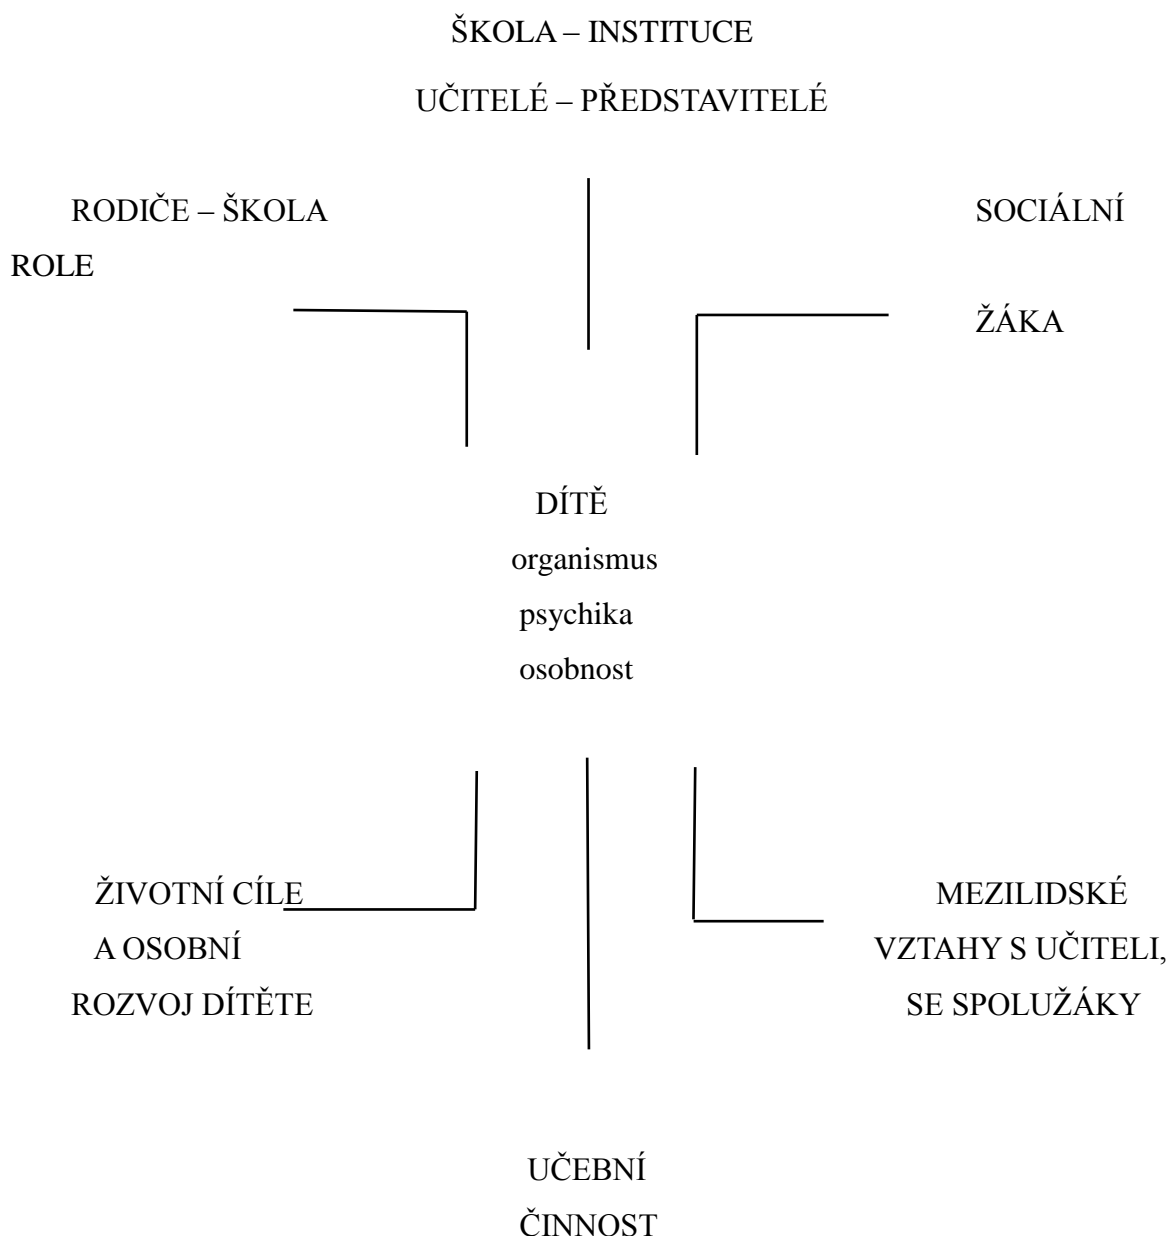 ŠKOLA – INSTITUCE
UČITELÉ – PŘEDSTAVITELÉ
RODIČE – ŠKOLA SOCIÁLNÍ
ROLE
ŽÁKA
DÍTĚ
organismus
psychika
osobnost
ŽIVOTNÍ CÍLE MEZILIDSKÉ
A OSOBNÍ VZTAHY S UČITELI,
ROZVOJ DÍTĚTE SE SPOLUŽÁKY
UČEBNÍ
ČINNOST